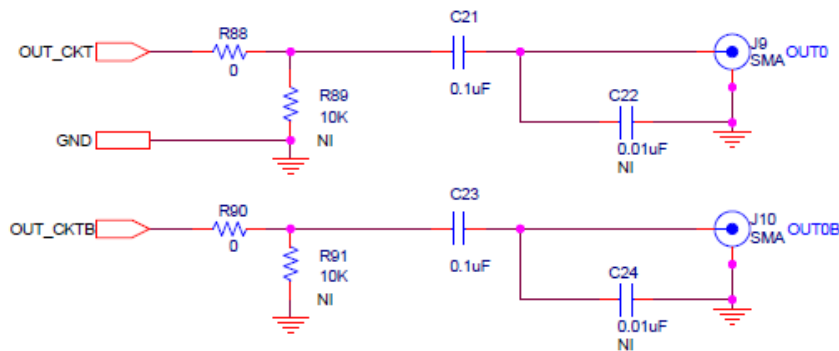 C21
R88
J9
OUT_CKT
OUT0
SMA
0
0.1uF
R89
C22
10K
GND
NI
0.01uF
NI
C23
R90
J10
OUT_CKTB
OUT0B
SMA
0
R91
0.1uF
10K
C24
NI
0.01uF
NI